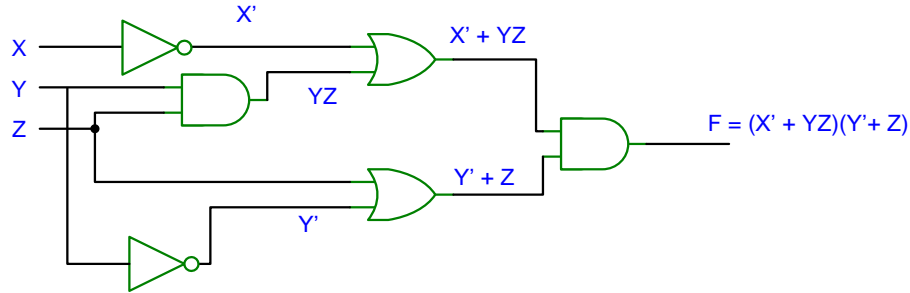 X'
X
X' + YZ
Y
YZ
Z
F = (X' + YZ)(Y'+ Z)
Y' + Z
Y'